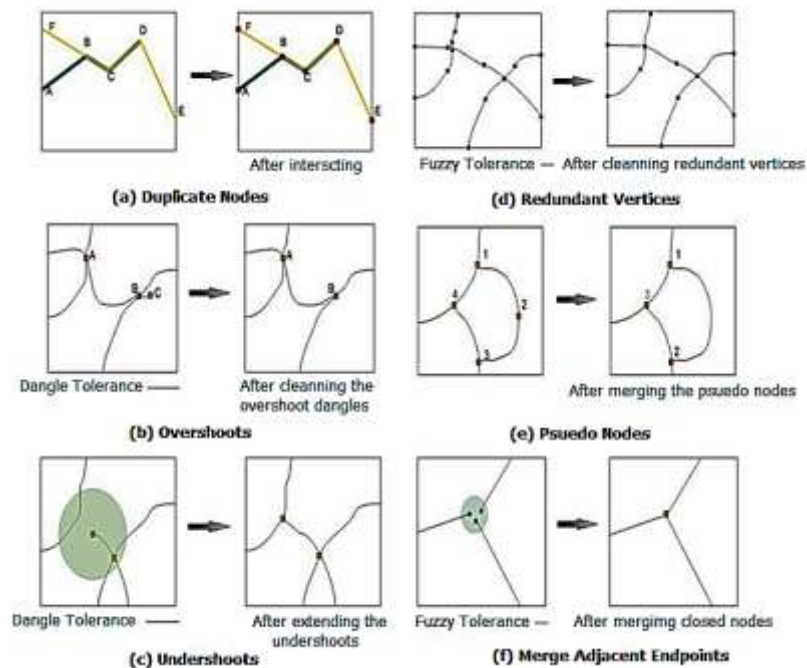 F
D
B
C
A
E
F
D
B
C
A
E
After interscting
(a) Duplicate Nodes
Fuzzy Tolerance — After cleanning redundant vertices
(d) Redundant Vertices
A
B
C
A
B
Dangle Tolerance —
After cleanning the
overshoot dangles
(b) Overshoots
1
4
2
3
1
3
2
After merging the psuedo nodes
(e) Psuedo Nodes
Dangle Tolerance —
After extending the
undershoots
(c) Undershoots
Fuzzy Tolerance —
After mergimg closed nodes
(f) Merge Adjacent Endpoints